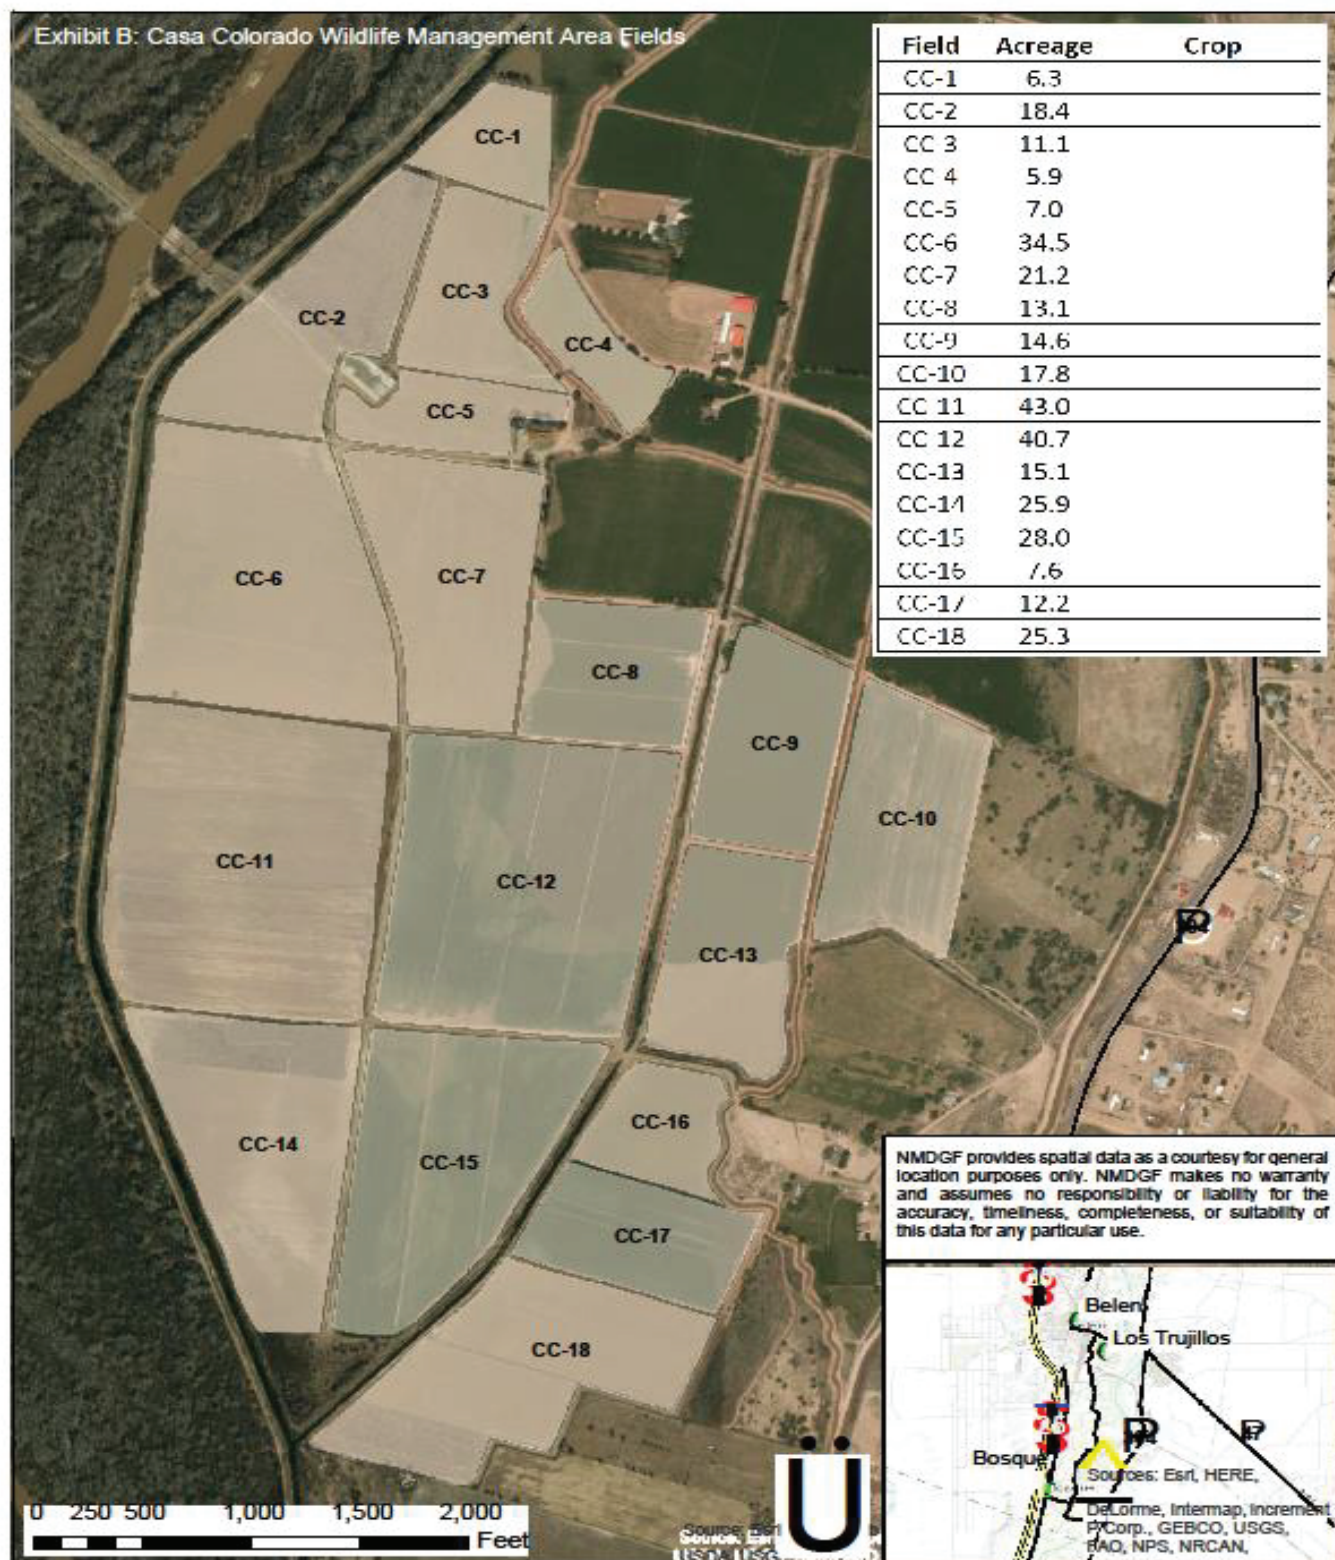 Exhibit B: Casa Colorado Wildlife Management Area Fields
Field Acreage Crop
CC-1 6.3
CC-2 18.4
CC 3 11.1
CC 4 5.9
CC-5 7.0
CC-6 34.5
CC-7 21.2
CC-8 13.1
CC-9 14.6
CC-10 17.8
CC 11 43.0
CC 12 40.7
CC-13 15.1
CC-14 25.9
CC-15 28.0
CC-16 7.6
CC-17 12.2
CC-18 25.3
CC-1
CC-2
CC-3
CC-4
CC-5
CC-6
CC-7
CC-8
CC-9
CC-10
CC-11
CC-12
CC-13
CC-14
CC-15
CC-16
CC-17
CC-18
NMDGF provides spatial data as a courtesy for general
location purposes only. NMDGF makes no warranty
and assumes no responsibility or liability for the
accuracy, timeliness, completeness, or suitability of
this data for any particular use.
Belen
Los Trujillos
Bosque
Sources: Esri, HERE,
DeLorme, Intermap, increment
P Corp., GEBCO, USGS,
FAO, NPS, NRCAN,
0 250 500 1,000 1,500 2,000
Feet
Ü
Source: Esri
USDA, USGS